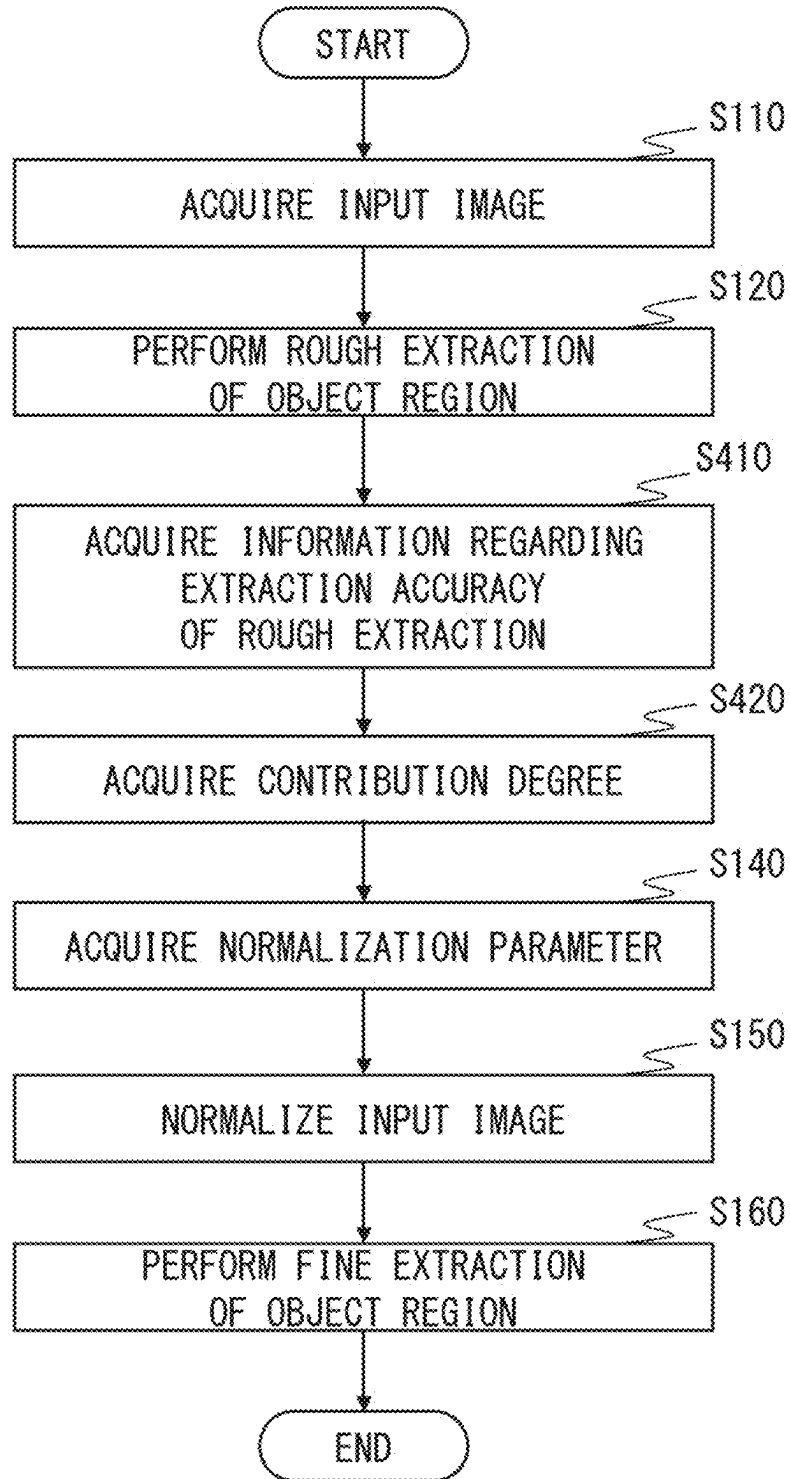 START
S110
ACQUIRE INPUT IMAGE
S120
PERFORM ROUGH EXTRACTION
OF OBJECT REGION
S410
ACQUIRE INFORMATION REGARDING
EXTRACTION ACCURACY
OF ROUGH EXTRACTION
S420
ACQUIRE CONTRIBUTION DEGREE
S140
ACQUIRE NORMALIZATION PARAMETER
S150
NORMALIZE INPUT IMAGE
S160
PERFORM FINE EXTRACTION
OF OBJECT REGION
END